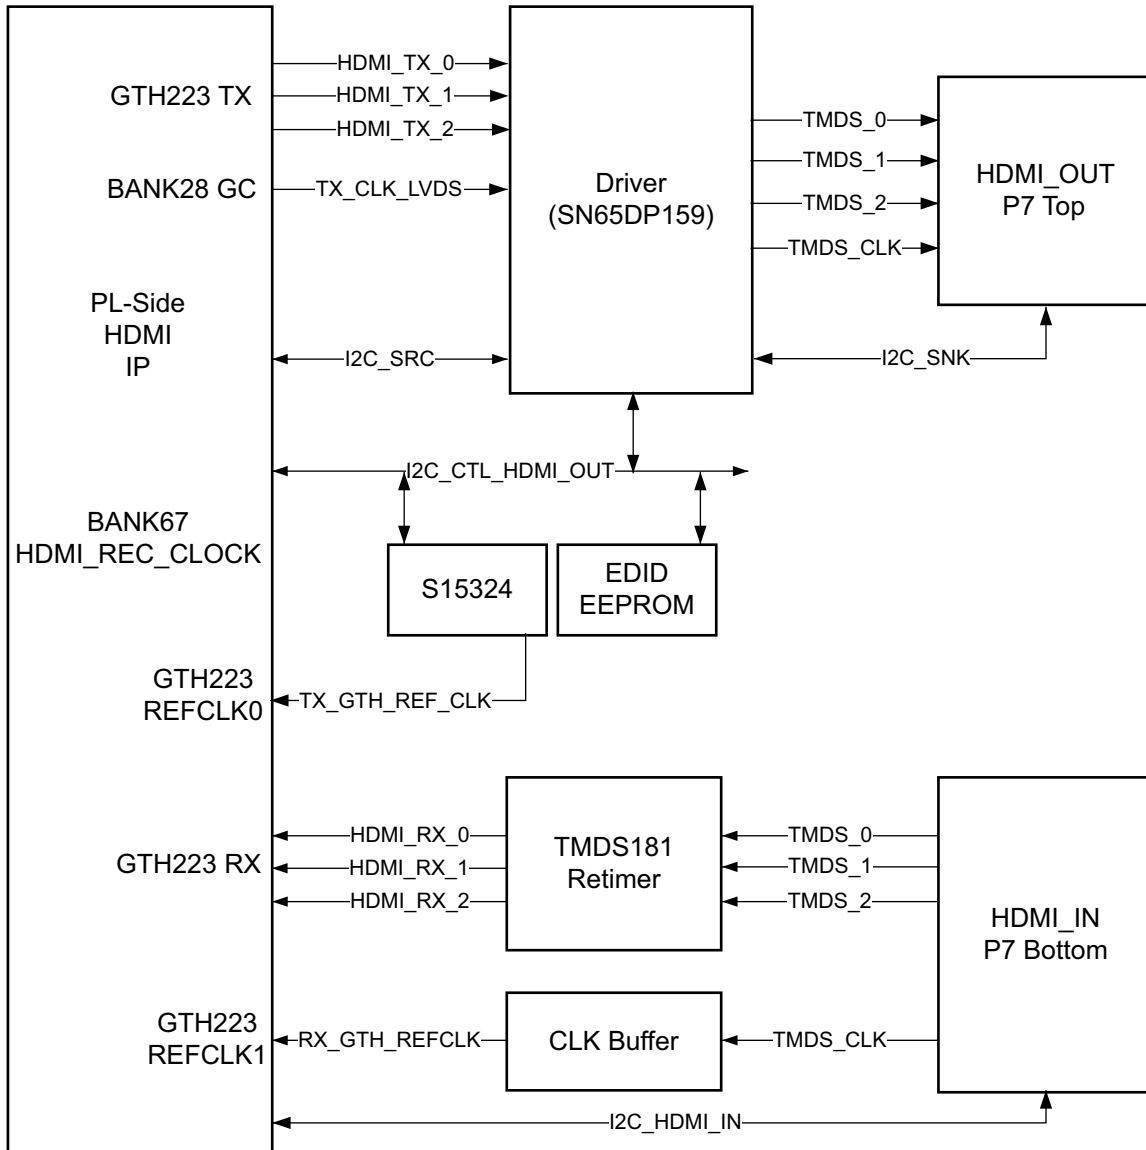 HDMI_TX_0
GTH223 TX
HDMI_TX_1
HDMI_TX_2
BANK28 GC
TX_CLK_LVDS
Driver
(SN65DP159)
TMDS_0
TMDS_1
TMDS_2
TMDS_CLK
HDMI_OUT
P7 Top
PL-Side
HDMI
IP
I2C_SRC
I2C_SNK
I2C_CTL_HDMI_OUT
BANK67
HDMI_REC_CLOCK
S15324
EDID
EEPROM
GTH223
REFCLK0
TX_GTH_REF_CLK
GTH223 RX
HDMI_RX_0
HDMI_RX_1
HDMI_RX_2
TMDS181
Retimer
TMDS_0
TMDS_1
TMDS_2
HDMI_IN
P7 Bottom
GTH223
REFCLK1
RX_GTH_REFCLK
CLK Buffer
TMDS_CLK
I2C_HDMI_IN